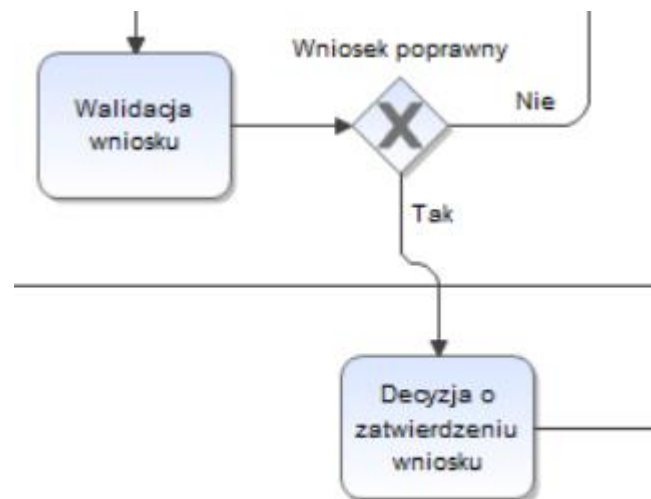 Wniosek poprawny
Walidacja
wniosku
Nie
Tak
Decyzja o
zatwierdzeniu
wniosku